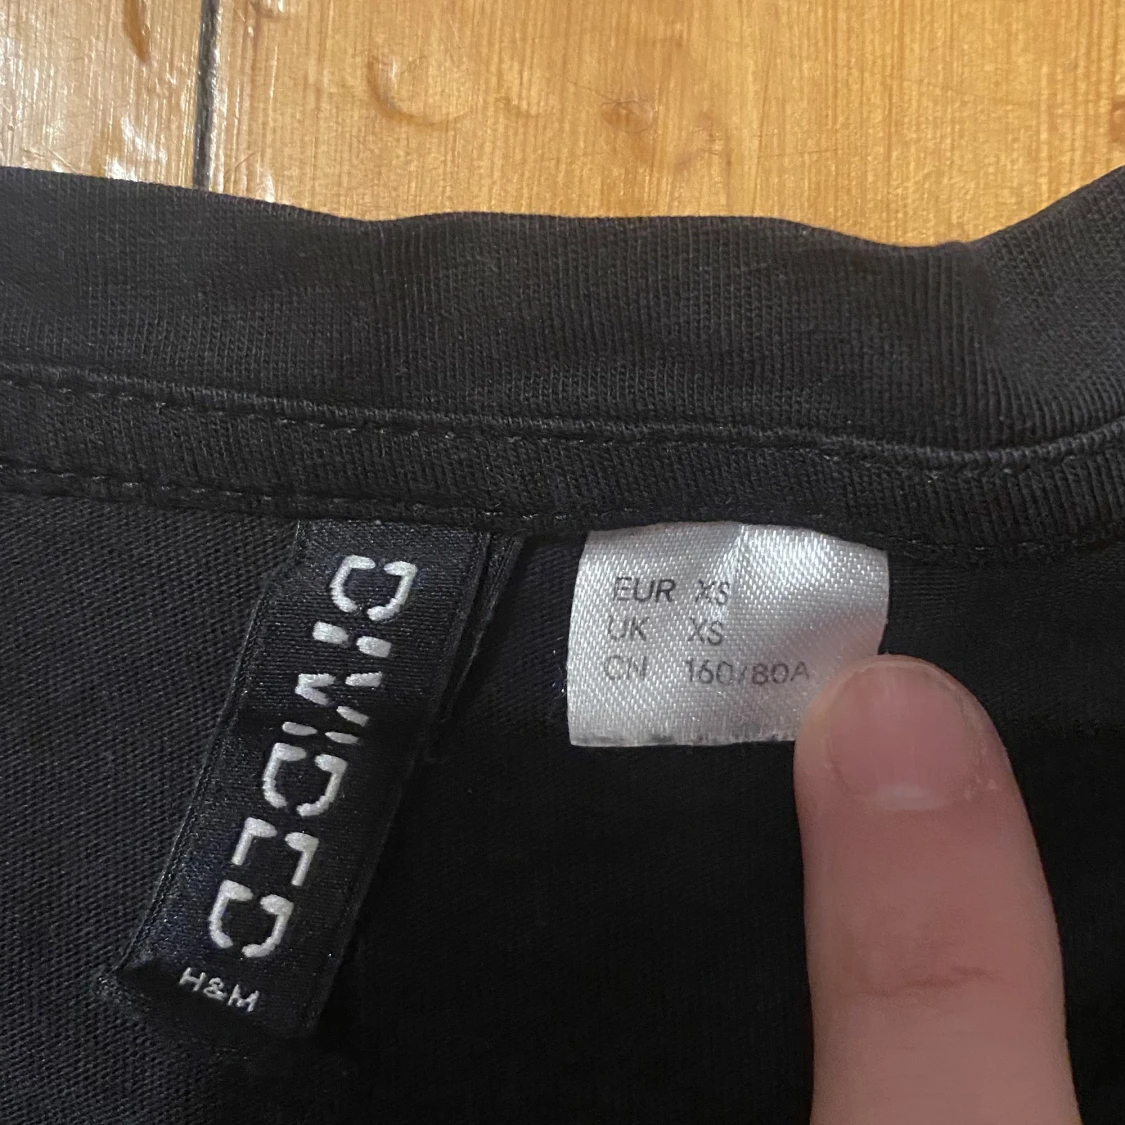 DIVIDED
H&M
EUR XS
UK XS
CN 160/80A